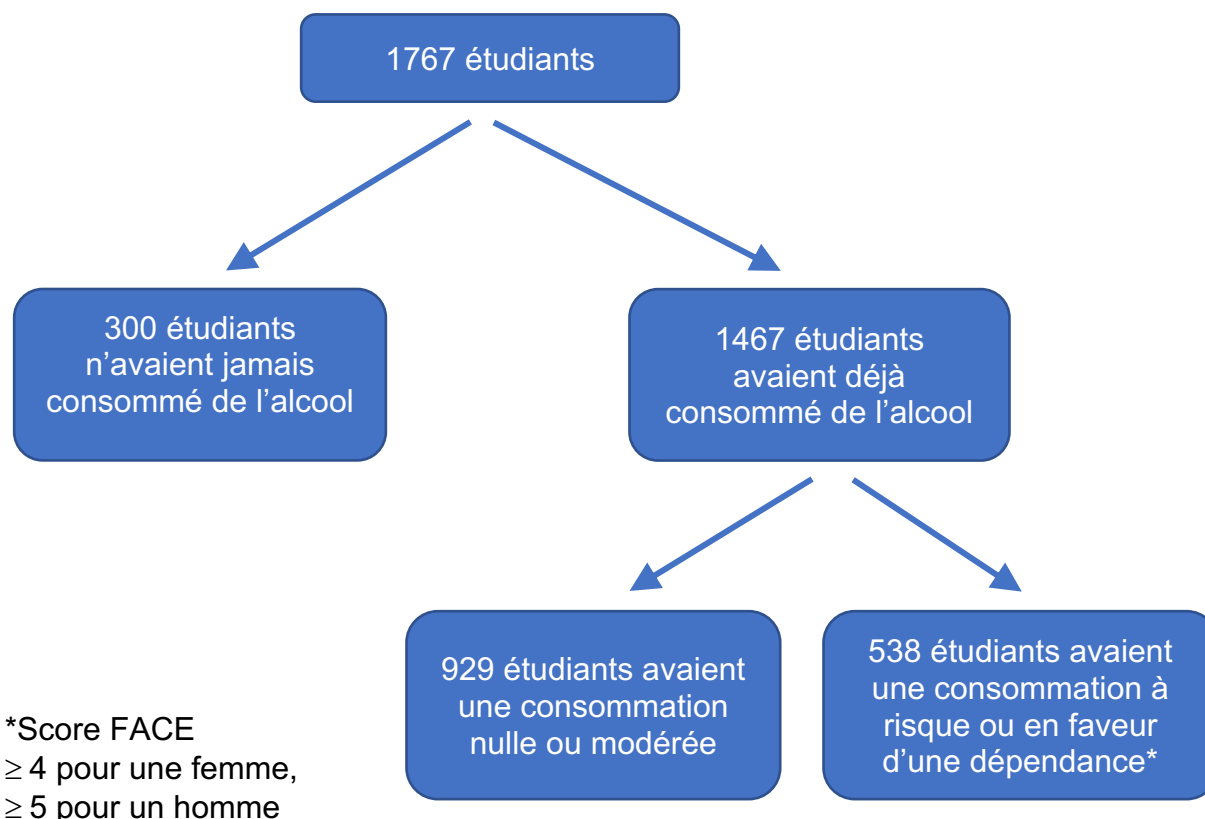 1767 étudiants
300 étudiants
n’avaient jamais
consommé de l’alcool
1467 étudiants
avaient déjà
consommé de l’alcool
929 étudiants avaient
une consommation
nulle ou modérée
538 étudiants avaient
une consommation à
risque ou en faveur
d’une dépendance*
*Score FACE
≥ 4 pour une femme,
≥ 5 pour un homme